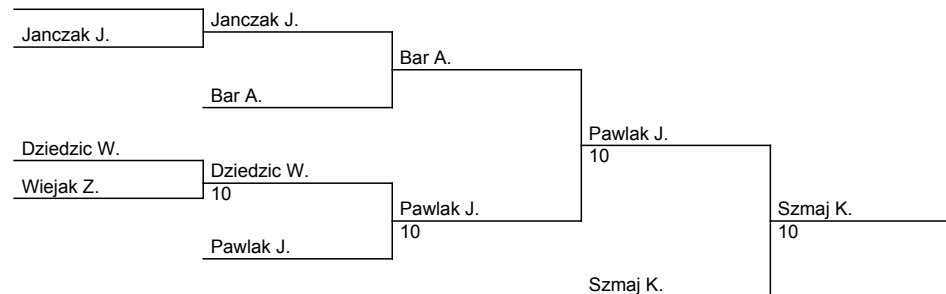 Janczak J.
Janczak J.
Bar A.
Bar A.
Dziedzic W.
Pawlak J.
10
Dziedzic W.
10
Wiejak Z.
Pawlak J.
10
Szmaj K.
10
Pawlak J.
Szmaj K.